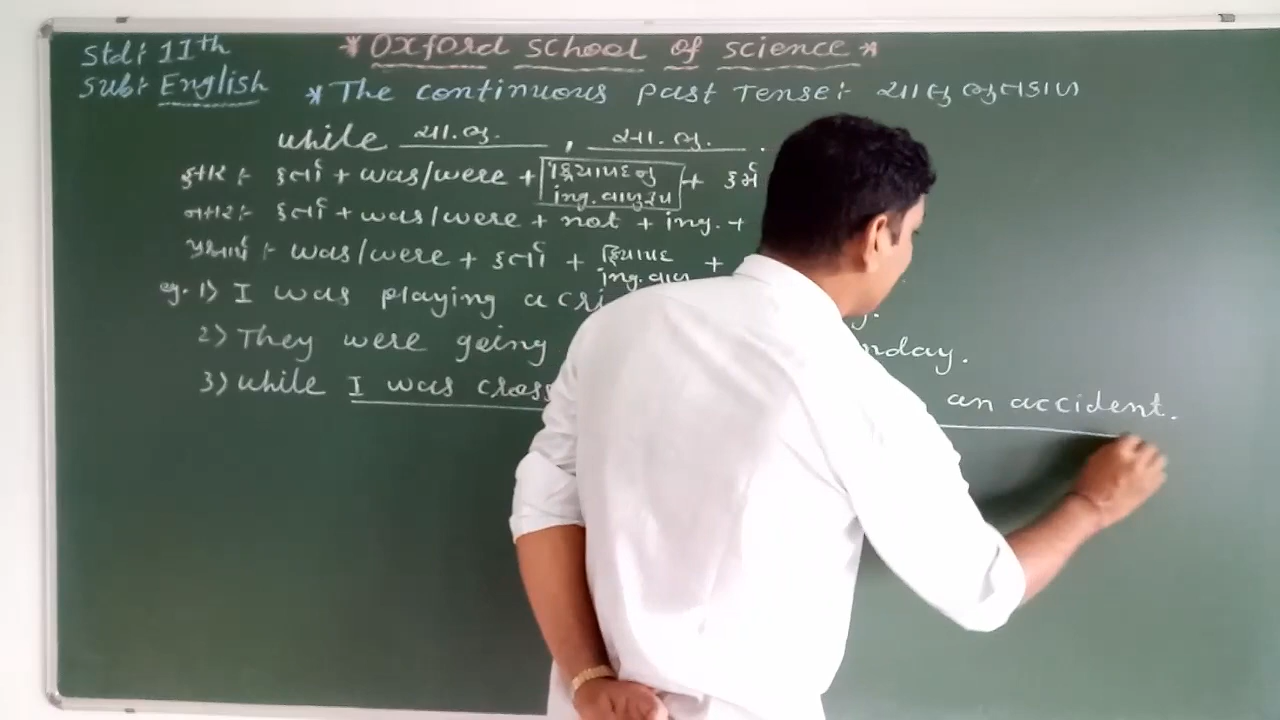 Std: 11th
* Oxford School of Science *
Sub: English
* The continuous past Tense:- ચાલુ ભૂતકાળ
while ચા.ભૂ. , સા.ભૂ. .
હકાર :- કર્તા + was/were + ક્રિયાપદનું ing.વાળુંરૂપ + કર્મ
નકાર:- કર્તા + was/were + not + ing. +
પ્રશ્નાર્થ :- was/were + કર્તા + ક્રિયાપદ ing.વાળુ +
eg. 1) I was playing a cri
2) They were going nday.
3) while I was cross an accident.